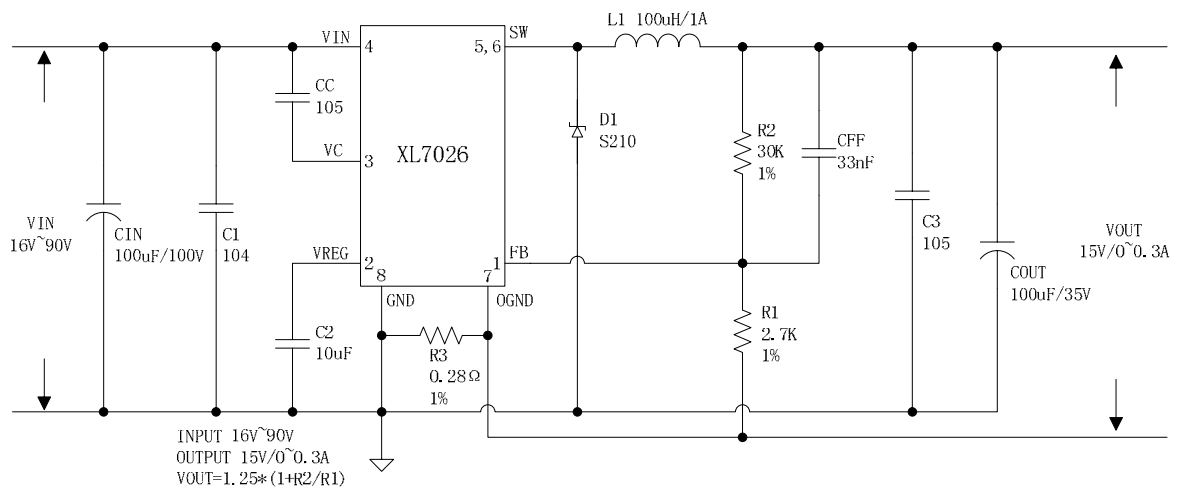 L1 100uH/1A
VIN
4
5,6
SW
CC
105
D1
S210
R2
30K
1%
CFF
33nF
VC
3
XL7026
VIN
16V~90V
CIN
100uF/100V
C1
104
C3
105
VOUT
15V/0~0.3A
VREG
2
1
FB
8
7
GND
OGND
COUT
100uF/35V
C2
10uF
R3
0.28Ω
1%
R1
2.7K
1%
INPUT 16V~90V
OUTPUT 15V/0~0.3A
VOUT=1.25*(1+R2/R1)